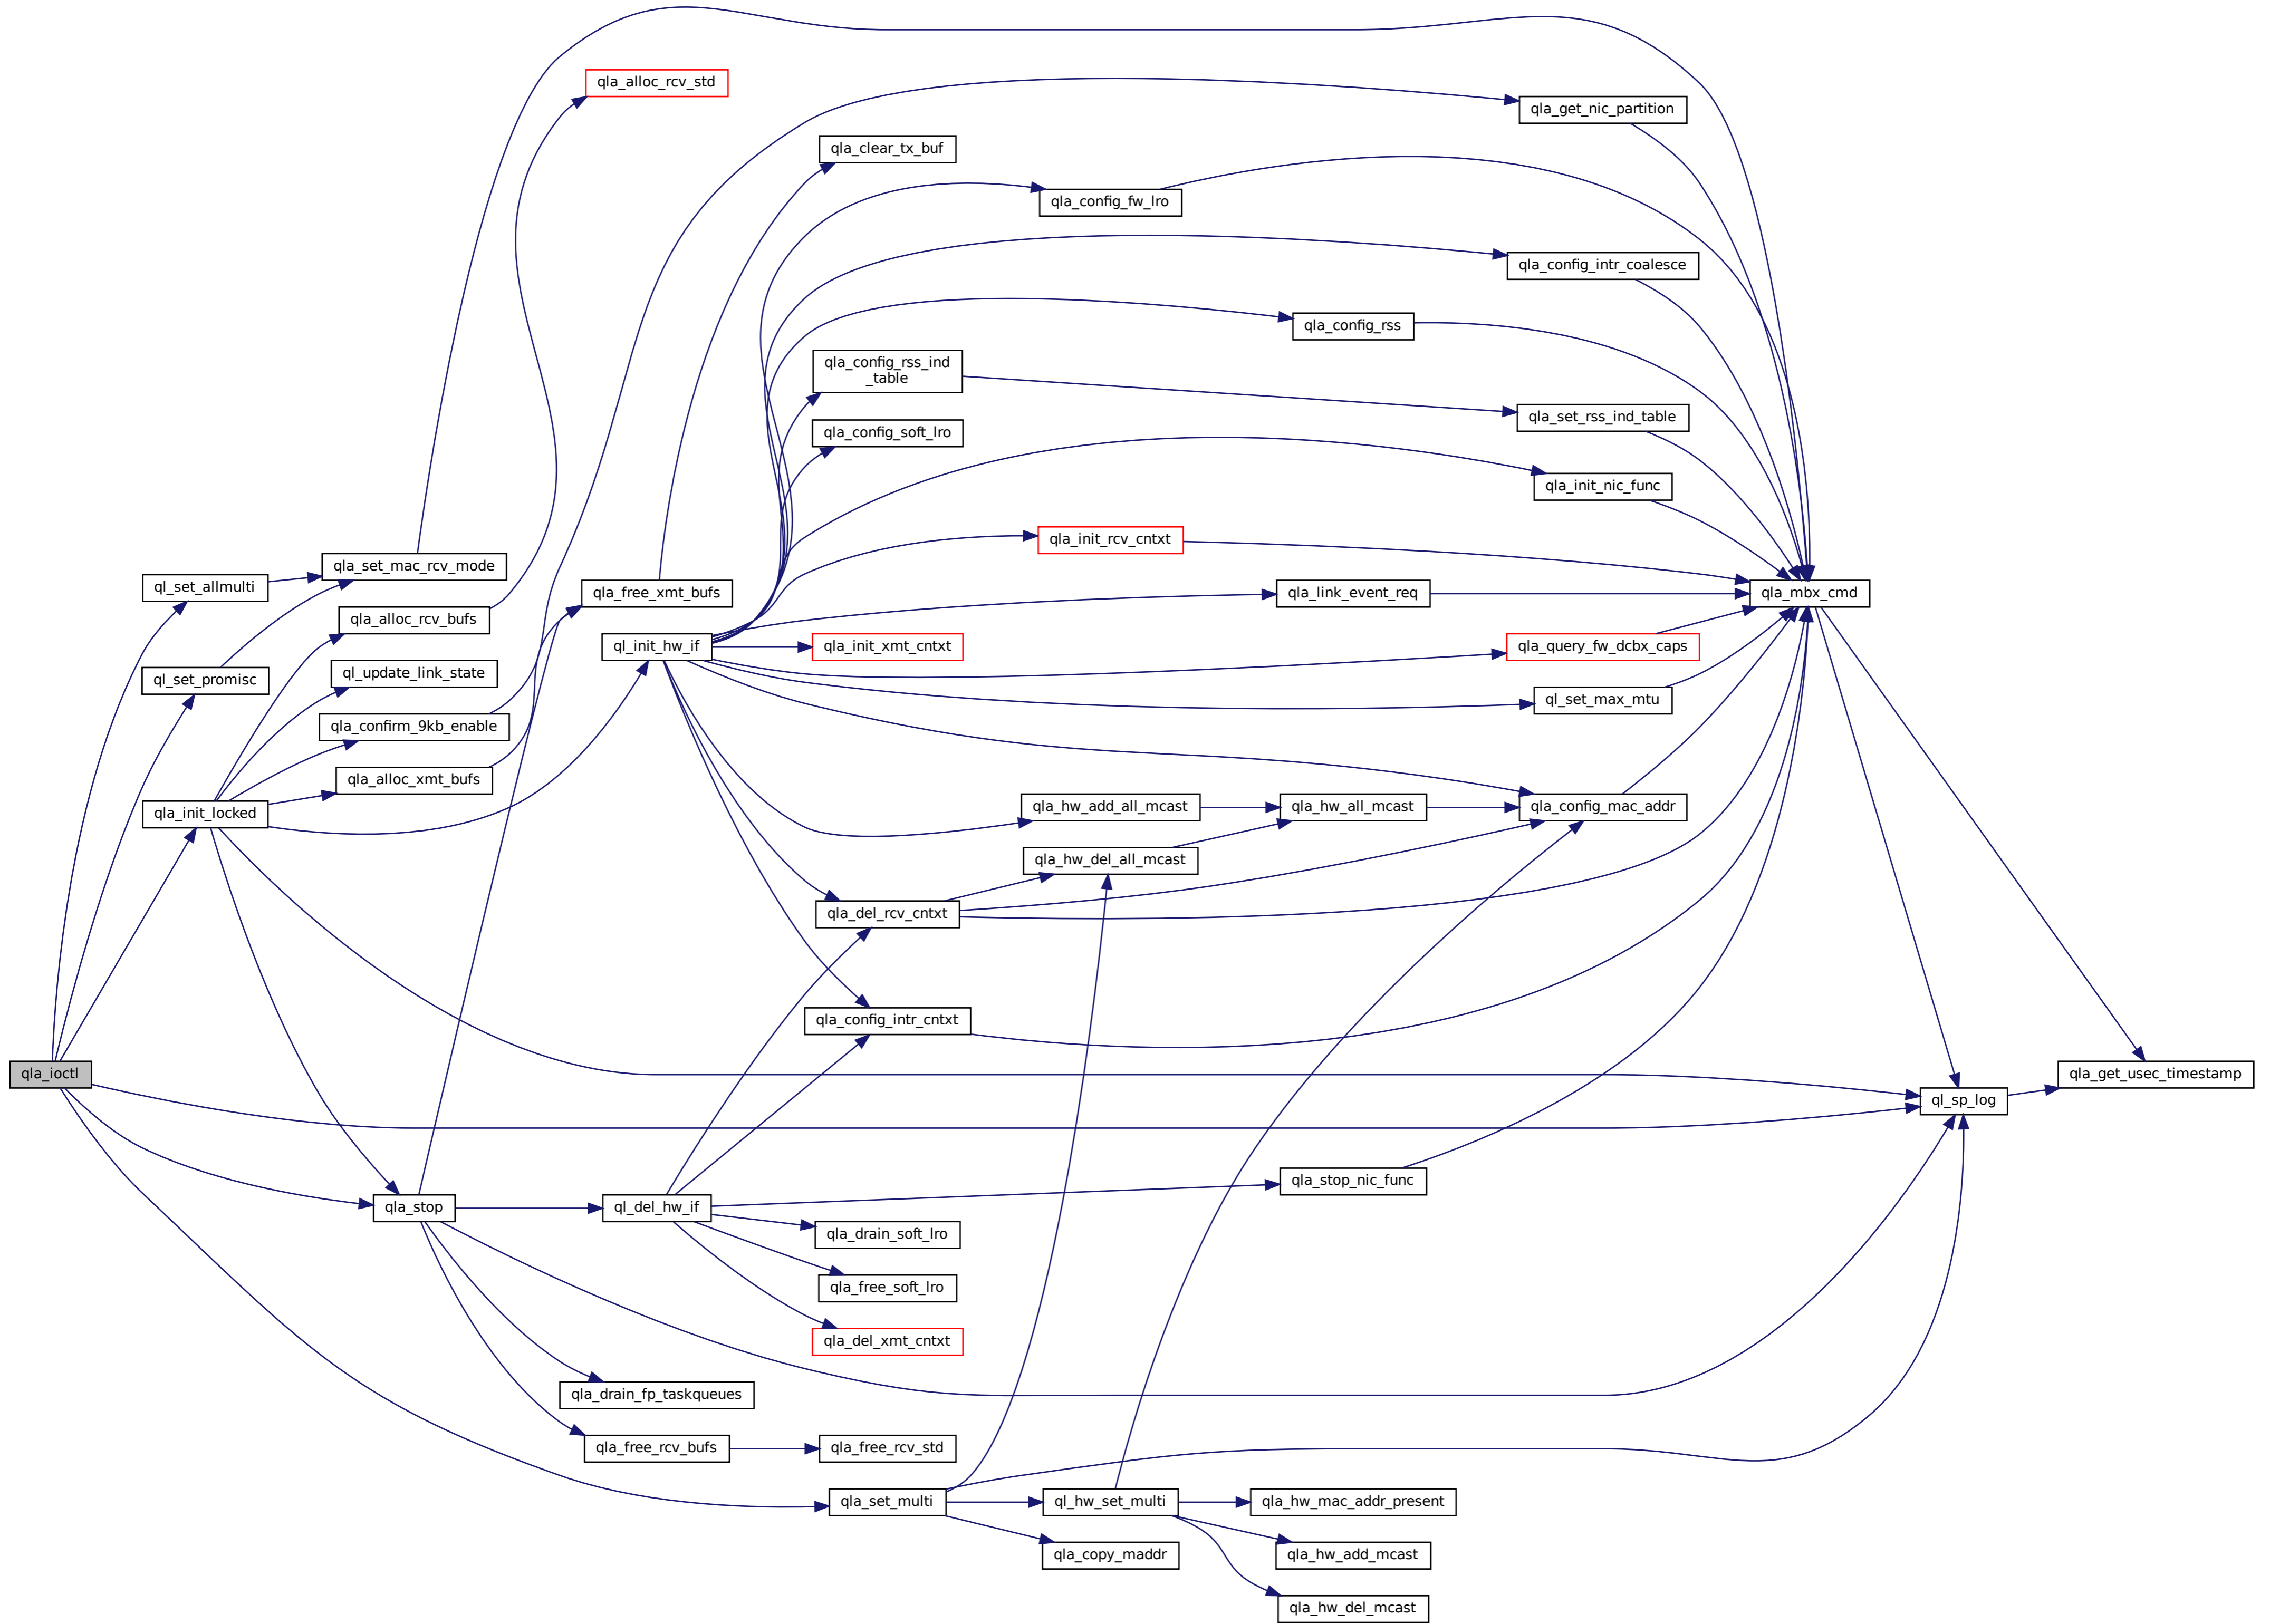 qla_alloc_rcv_std
qla_get_nic_partition
qla_clear_tx_buf
qla_config_fw_lro
qla_config_intr_coalesce
qla_config_rss
qla_config_rss_ind
_table
qla_set_rss_ind_table
qla_config_soft_lro
qla_init_nic_func
qla_init_rcv_cntxt
qla_set_mac_rcv_mode
ql_set_allmulti
qla_free_xmt_bufs
qla_link_event_req
qla_mbx_cmd
qla_alloc_rcv_bufs
ql_init_hw_if
qla_init_xmt_cntxt
qla_query_fw_dcbx_caps
ql_update_link_state
ql_set_promisc
ql_set_max_mtu
qla_confirm_9kb_enable
qla_alloc_xmt_bufs
qla_init_locked
qla_hw_add_all_mcast
qla_hw_all_mcast
qla_config_mac_addr
qla_hw_del_all_mcast
qla_del_rcv_cntxt
qla_config_intr_cntxt
qla_ioctl
qla_get_usec_timestamp
ql_sp_log
qla_stop_nic_func
qla_stop
ql_del_hw_if
qla_drain_soft_lro
qla_free_soft_lro
qla_del_xmt_cntxt
qla_drain_fp_taskqueues
qla_free_rcv_bufs
qla_free_rcv_std
qla_set_multi
ql_hw_set_multi
qla_hw_mac_addr_present
qla_copy_maddr
qla_hw_add_mcast
qla_hw_del_mcast